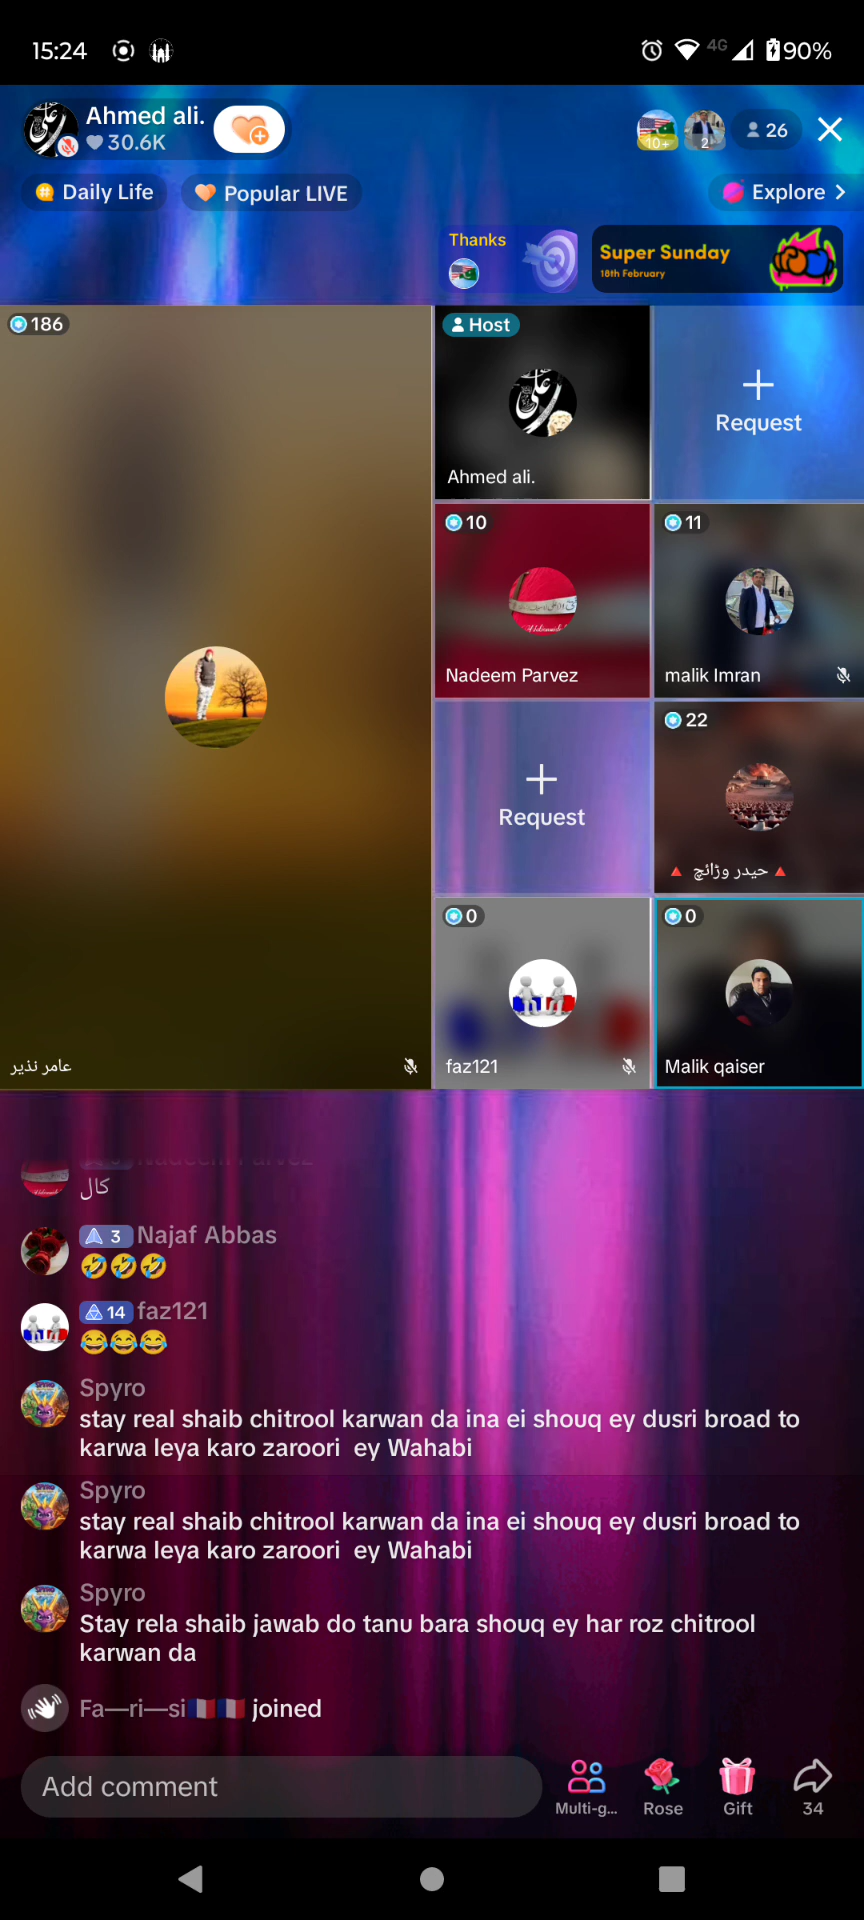 15:24
4G
90%
Ahmed ali.
30.6K
10+
2
26
Daily Life
Popular LIVE
Explore
Thanks
Super Sunday
18th February
186
Host
Ahmed ali.
Request
10
Nadeem Parvez
11
malik Imran
Request
22
🔺 حیدر وڑائچ 🔺
عامر نذیر
0
faz121
0
Malik qaiser
Nadeem Parvez
کال
3 Najaf Abbas
🤣🤣🤣
14 faz121
😂😂😂
Spyro
stay real shaib chitrool karwan da ina ei shouq ey dusri broad to
karwa leya karo zaroori  ey Wahabi
Spyro
stay real shaib chitrool karwan da ina ei shouq ey dusri broad to
karwa leya karo zaroori  ey Wahabi
Spyro
Stay rela shaib jawab do tanu bara shouq ey har roz chitrool
karwan da
Fa—ri—si🇫🇷🇫🇷 joined
Add comment
Multi-g...
Rose
Gift
34